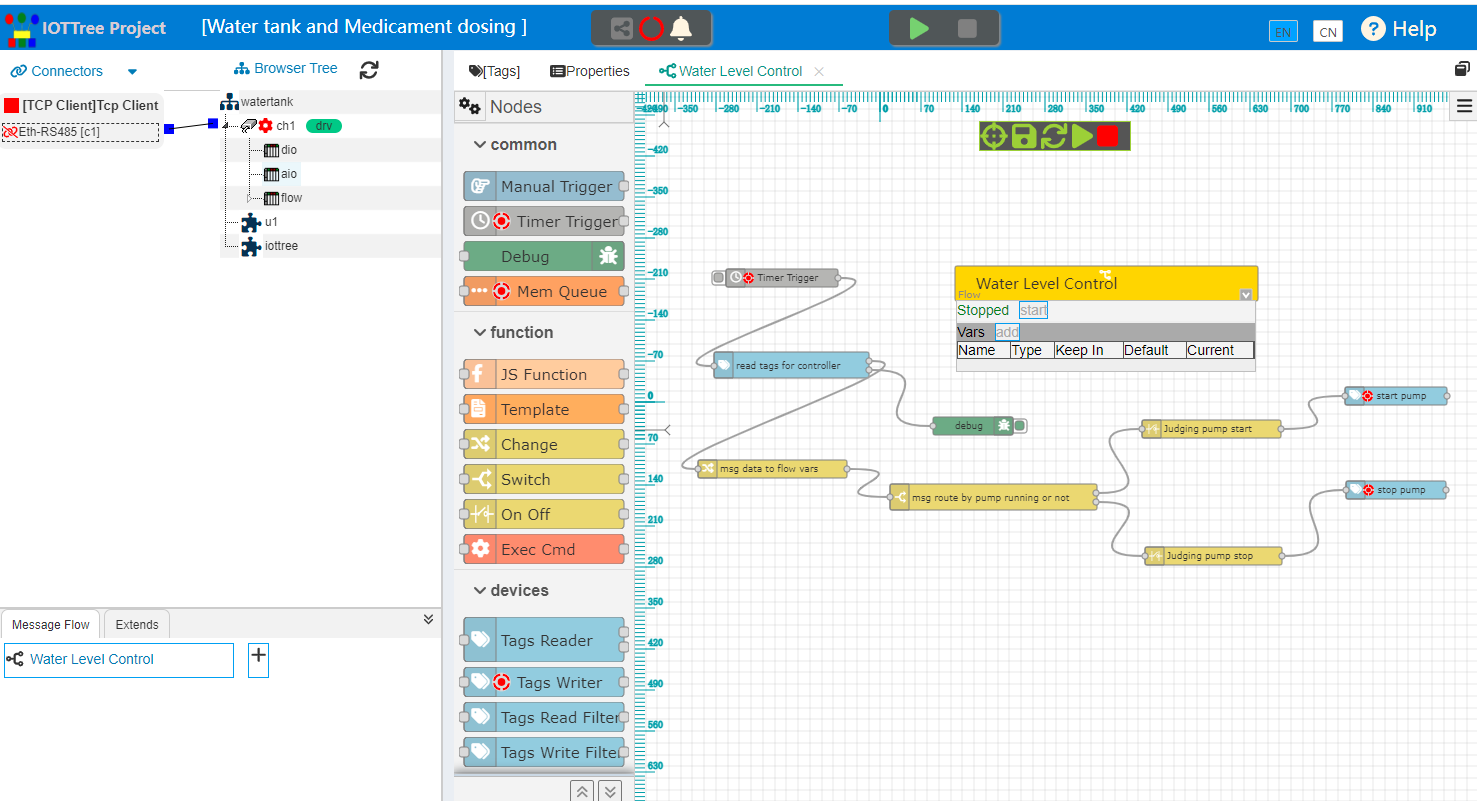 IOTTree Project
[Water tank and Medicament dosing ]
EN
CN
? Help
Connectors
Browser Tree
[TCP Client]Tcp Client
Eth-RS485 [c1]
watertank
ch1
drv
dio
aio
flow
u1
iottree
Message Flow
Extends
Water Level Control
+
[Tags]
Properties
Water Level Control
Nodes
common
Manual Trigger
Timer Trigger
Debug
Mem Queue
function
JS Function
Template
Change
Switch
On Off
Exec Cmd
devices
Tags Reader
Tags Writer
Tags Read Filter
Tags Write Filter
-350 -280 -210 -140 -70 0 70 140 210 280 350 420 490 560 630 700 770 840 910
-420
-350
-280
-210
-140
-70
0
70
140
210
280
350
420
490
560
630
Timer Trigger
read tags for controller
debug
msg data to flow vars
msg route by pump running or not
Judging pump start
start pump
stop pump
Judging pump stop
Water Level Control
Flow
Stopped start
Vars add
Name Type Keep In Default Current